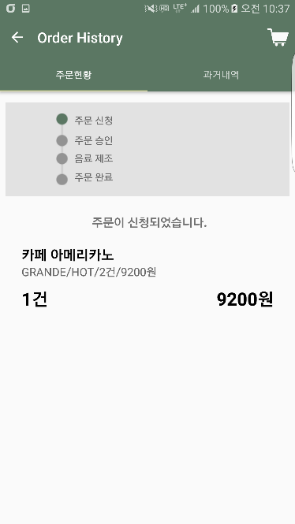 LTE 100% 오전 10:37
Order History
주문현황 과거내역
주문 신청
주문 승인
음료 제조
주문 완료
주문이 신청되었습니다.
카페 아메리카노
GRANDE/HOT/2건/9200원
1건 9200원